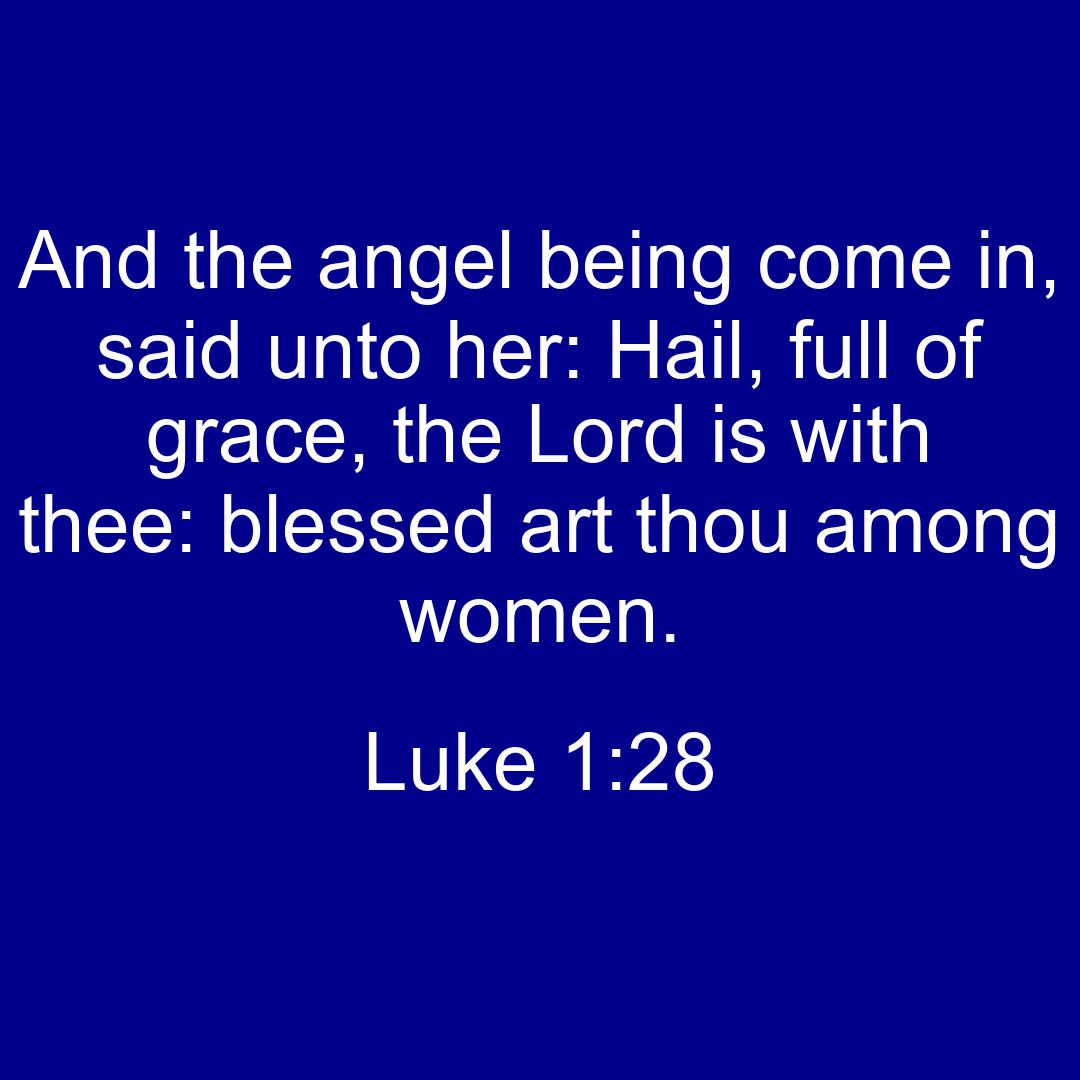 And the angel being come in,
said unto her: Hail, full of
grace, the Lord is with
thee: blessed art thou among
women.
Luke 1:28